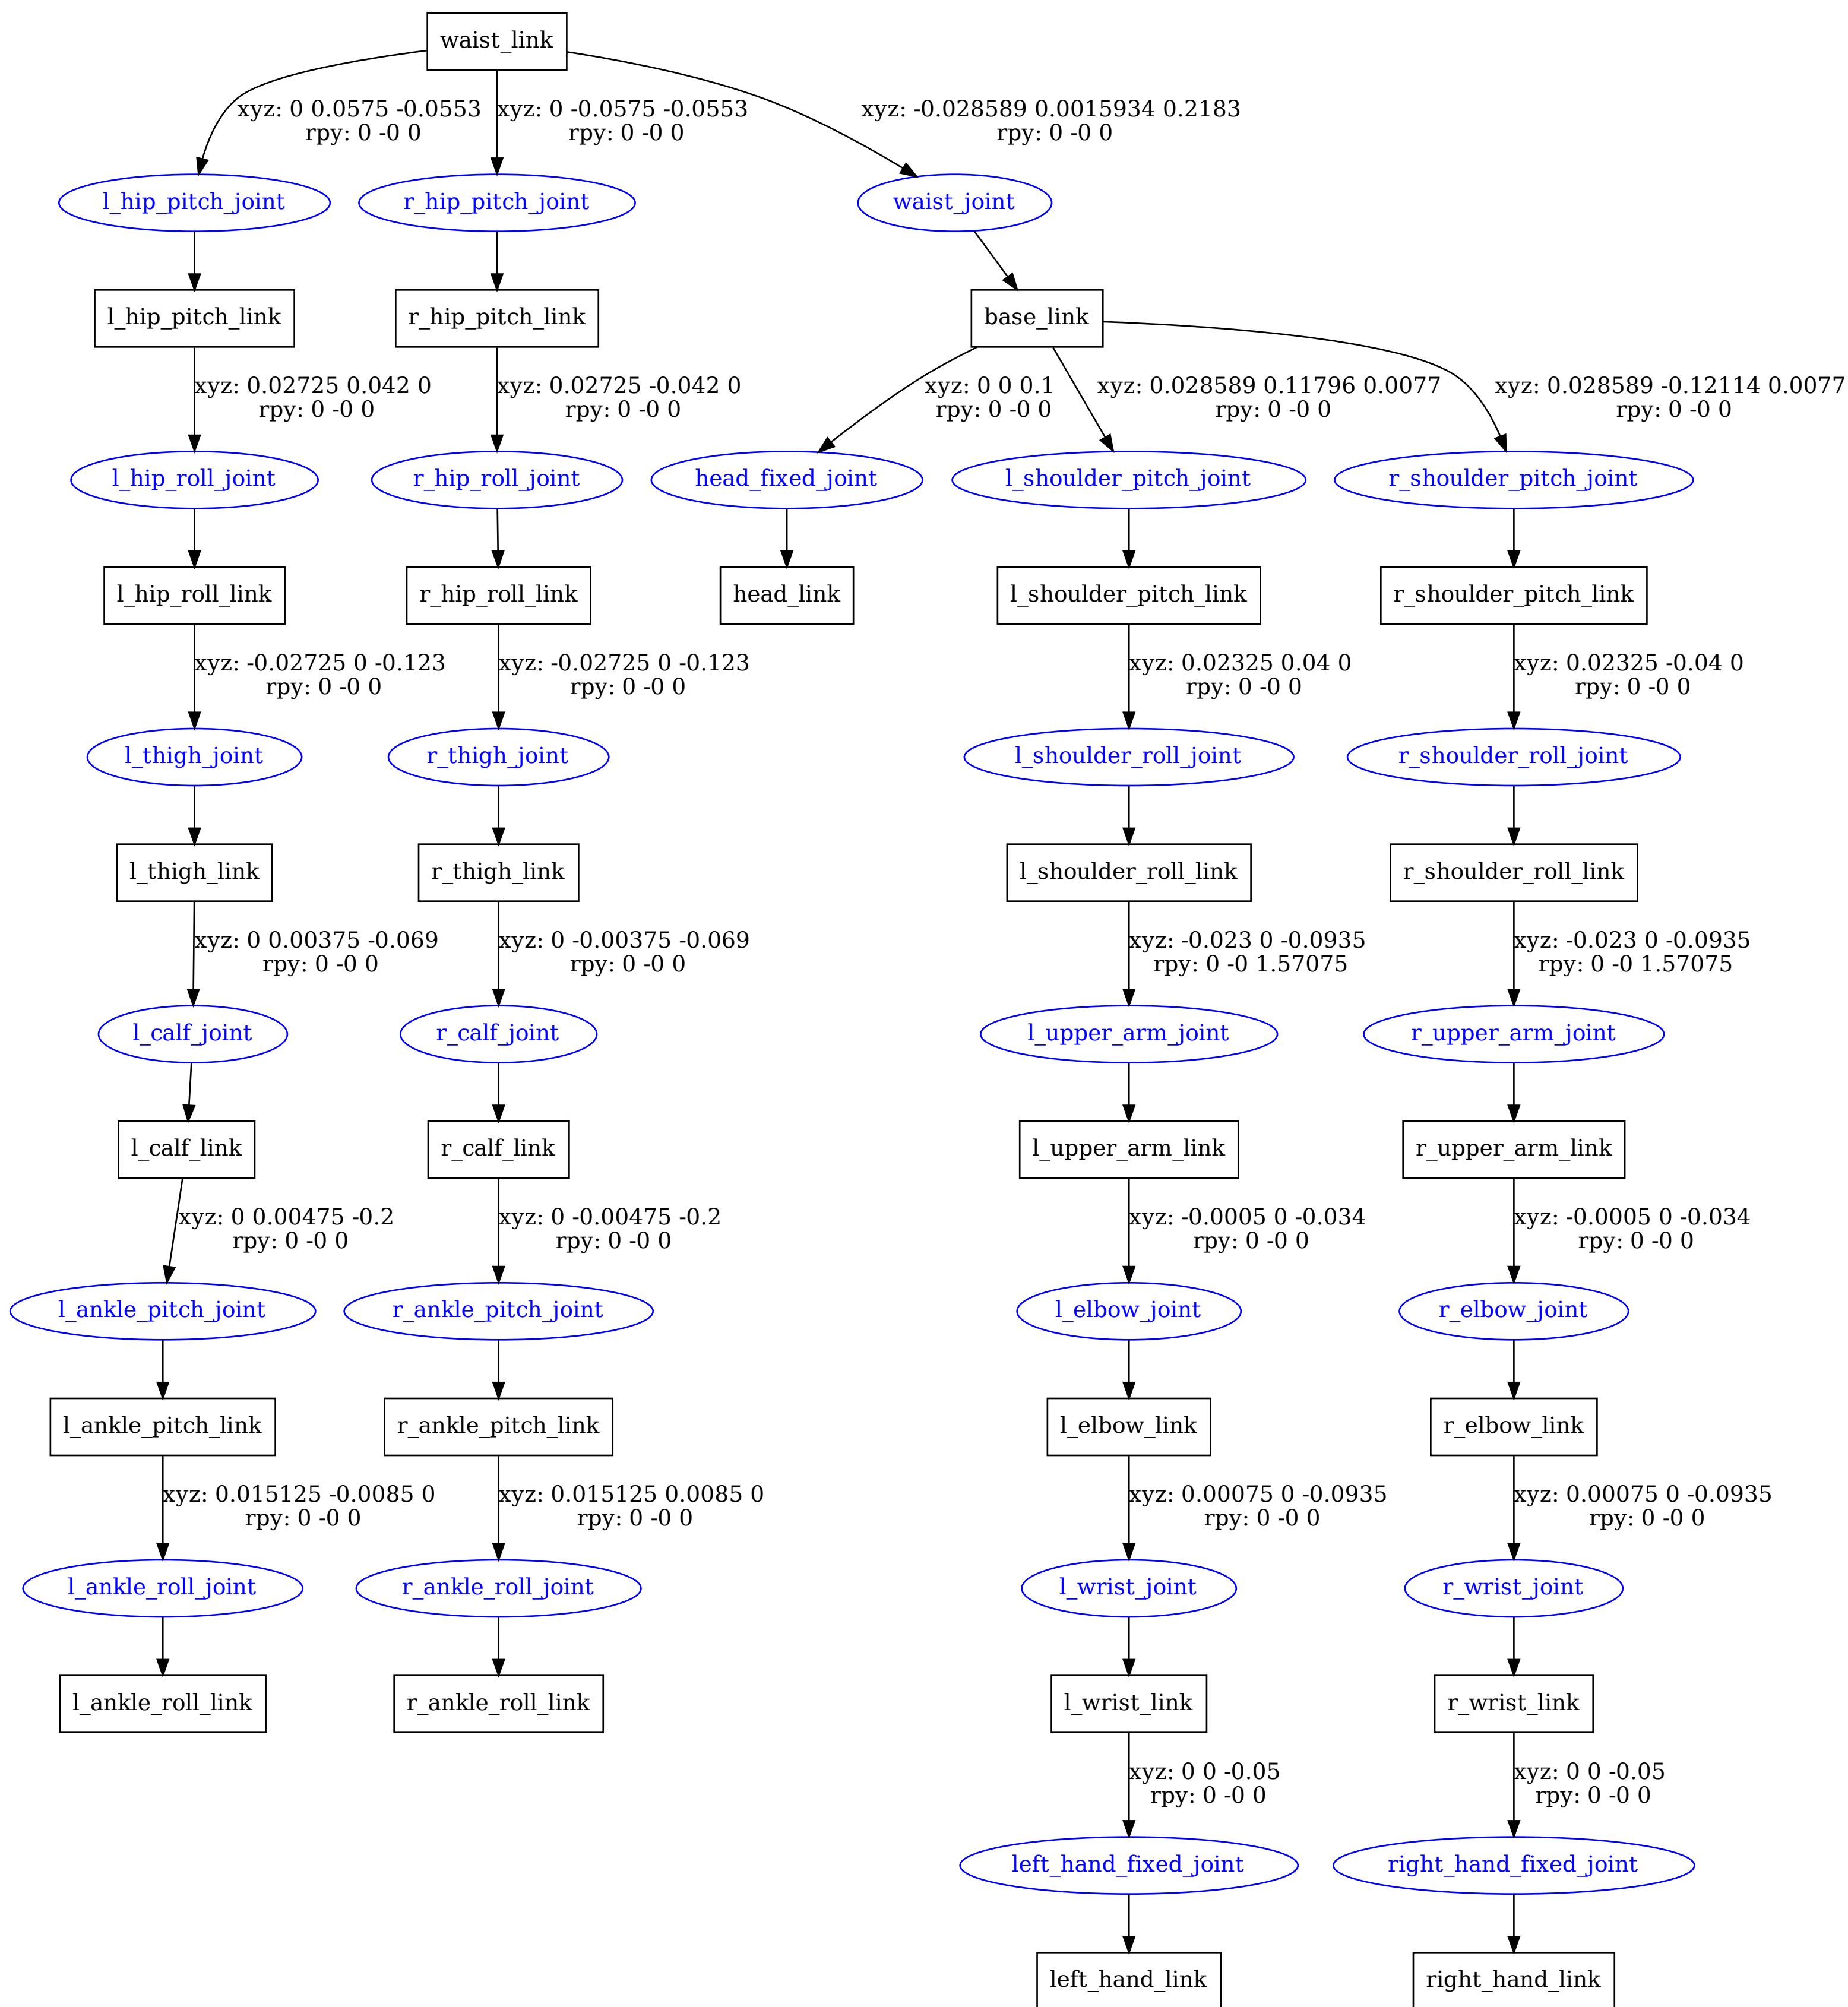 waist_link
xyz: 0 0.0575 -0.0553
rpy: 0 -0 0
xyz: 0 -0.0575 -0.0553
rpy: 0 -0 0
xyz: -0.028589 0.0015934 0.2183
rpy: 0 -0 0
l_hip_pitch_joint
r_hip_pitch_joint
waist_joint
l_hip_pitch_link
r_hip_pitch_link
base_link
xyz: 0.02725 0.042 0
rpy: 0 -0 0
xyz: 0.02725 -0.042 0
rpy: 0 -0 0
xyz: 0 0 0.1
rpy: 0 -0 0
xyz: 0.028589 0.11796 0.0077
rpy: 0 -0 0
xyz: 0.028589 -0.12114 0.0077
rpy: 0 -0 0
l_hip_roll_joint
r_hip_roll_joint
head_fixed_joint
l_shoulder_pitch_joint
r_shoulder_pitch_joint
l_hip_roll_link
r_hip_roll_link
head_link
l_shoulder_pitch_link
r_shoulder_pitch_link
xyz: -0.02725 0 -0.123
rpy: 0 -0 0
xyz: -0.02725 0 -0.123
rpy: 0 -0 0
xyz: 0.02325 0.04 0
rpy: 0 -0 0
xyz: 0.02325 -0.04 0
rpy: 0 -0 0
l_thigh_joint
r_thigh_joint
l_shoulder_roll_joint
r_shoulder_roll_joint
l_thigh_link
r_thigh_link
l_shoulder_roll_link
r_shoulder_roll_link
xyz: 0 0.00375 -0.069
rpy: 0 -0 0
xyz: 0 -0.00375 -0.069
rpy: 0 -0 0
xyz: -0.023 0 -0.0935
rpy: 0 -0 1.57075
xyz: -0.023 0 -0.0935
rpy: 0 -0 1.57075
l_calf_joint
r_calf_joint
l_upper_arm_joint
r_upper_arm_joint
l_calf_link
r_calf_link
l_upper_arm_link
r_upper_arm_link
xyz: 0 0.00475 -0.2
rpy: 0 -0 0
xyz: 0 -0.00475 -0.2
rpy: 0 -0 0
xyz: -0.0005 0 -0.034
rpy: 0 -0 0
xyz: -0.0005 0 -0.034
rpy: 0 -0 0
l_ankle_pitch_joint
r_ankle_pitch_joint
l_elbow_joint
r_elbow_joint
l_ankle_pitch_link
r_ankle_pitch_link
l_elbow_link
r_elbow_link
xyz: 0.015125 -0.0085 0
rpy: 0 -0 0
xyz: 0.015125 0.0085 0
rpy: 0 -0 0
xyz: 0.00075 0 -0.0935
rpy: 0 -0 0
xyz: 0.00075 0 -0.0935
rpy: 0 -0 0
l_ankle_roll_joint
r_ankle_roll_joint
l_wrist_joint
r_wrist_joint
l_ankle_roll_link
r_ankle_roll_link
l_wrist_link
r_wrist_link
xyz: 0 0 -0.05
rpy: 0 -0 0
xyz: 0 0 -0.05
rpy: 0 -0 0
left_hand_fixed_joint
right_hand_fixed_joint
left_hand_link
right_hand_link